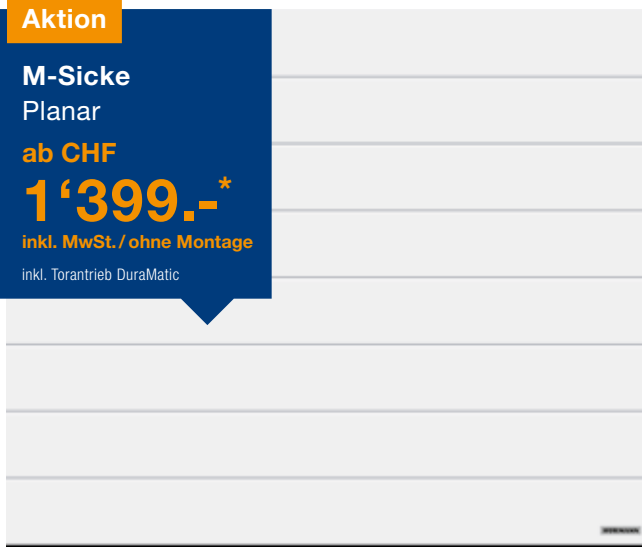 Aktion
M-Sicke
Planar
ab CHF
1‘399.-*
inkl. MwSt. / ohne Montage
inkl. Torantrieb DuraMatic